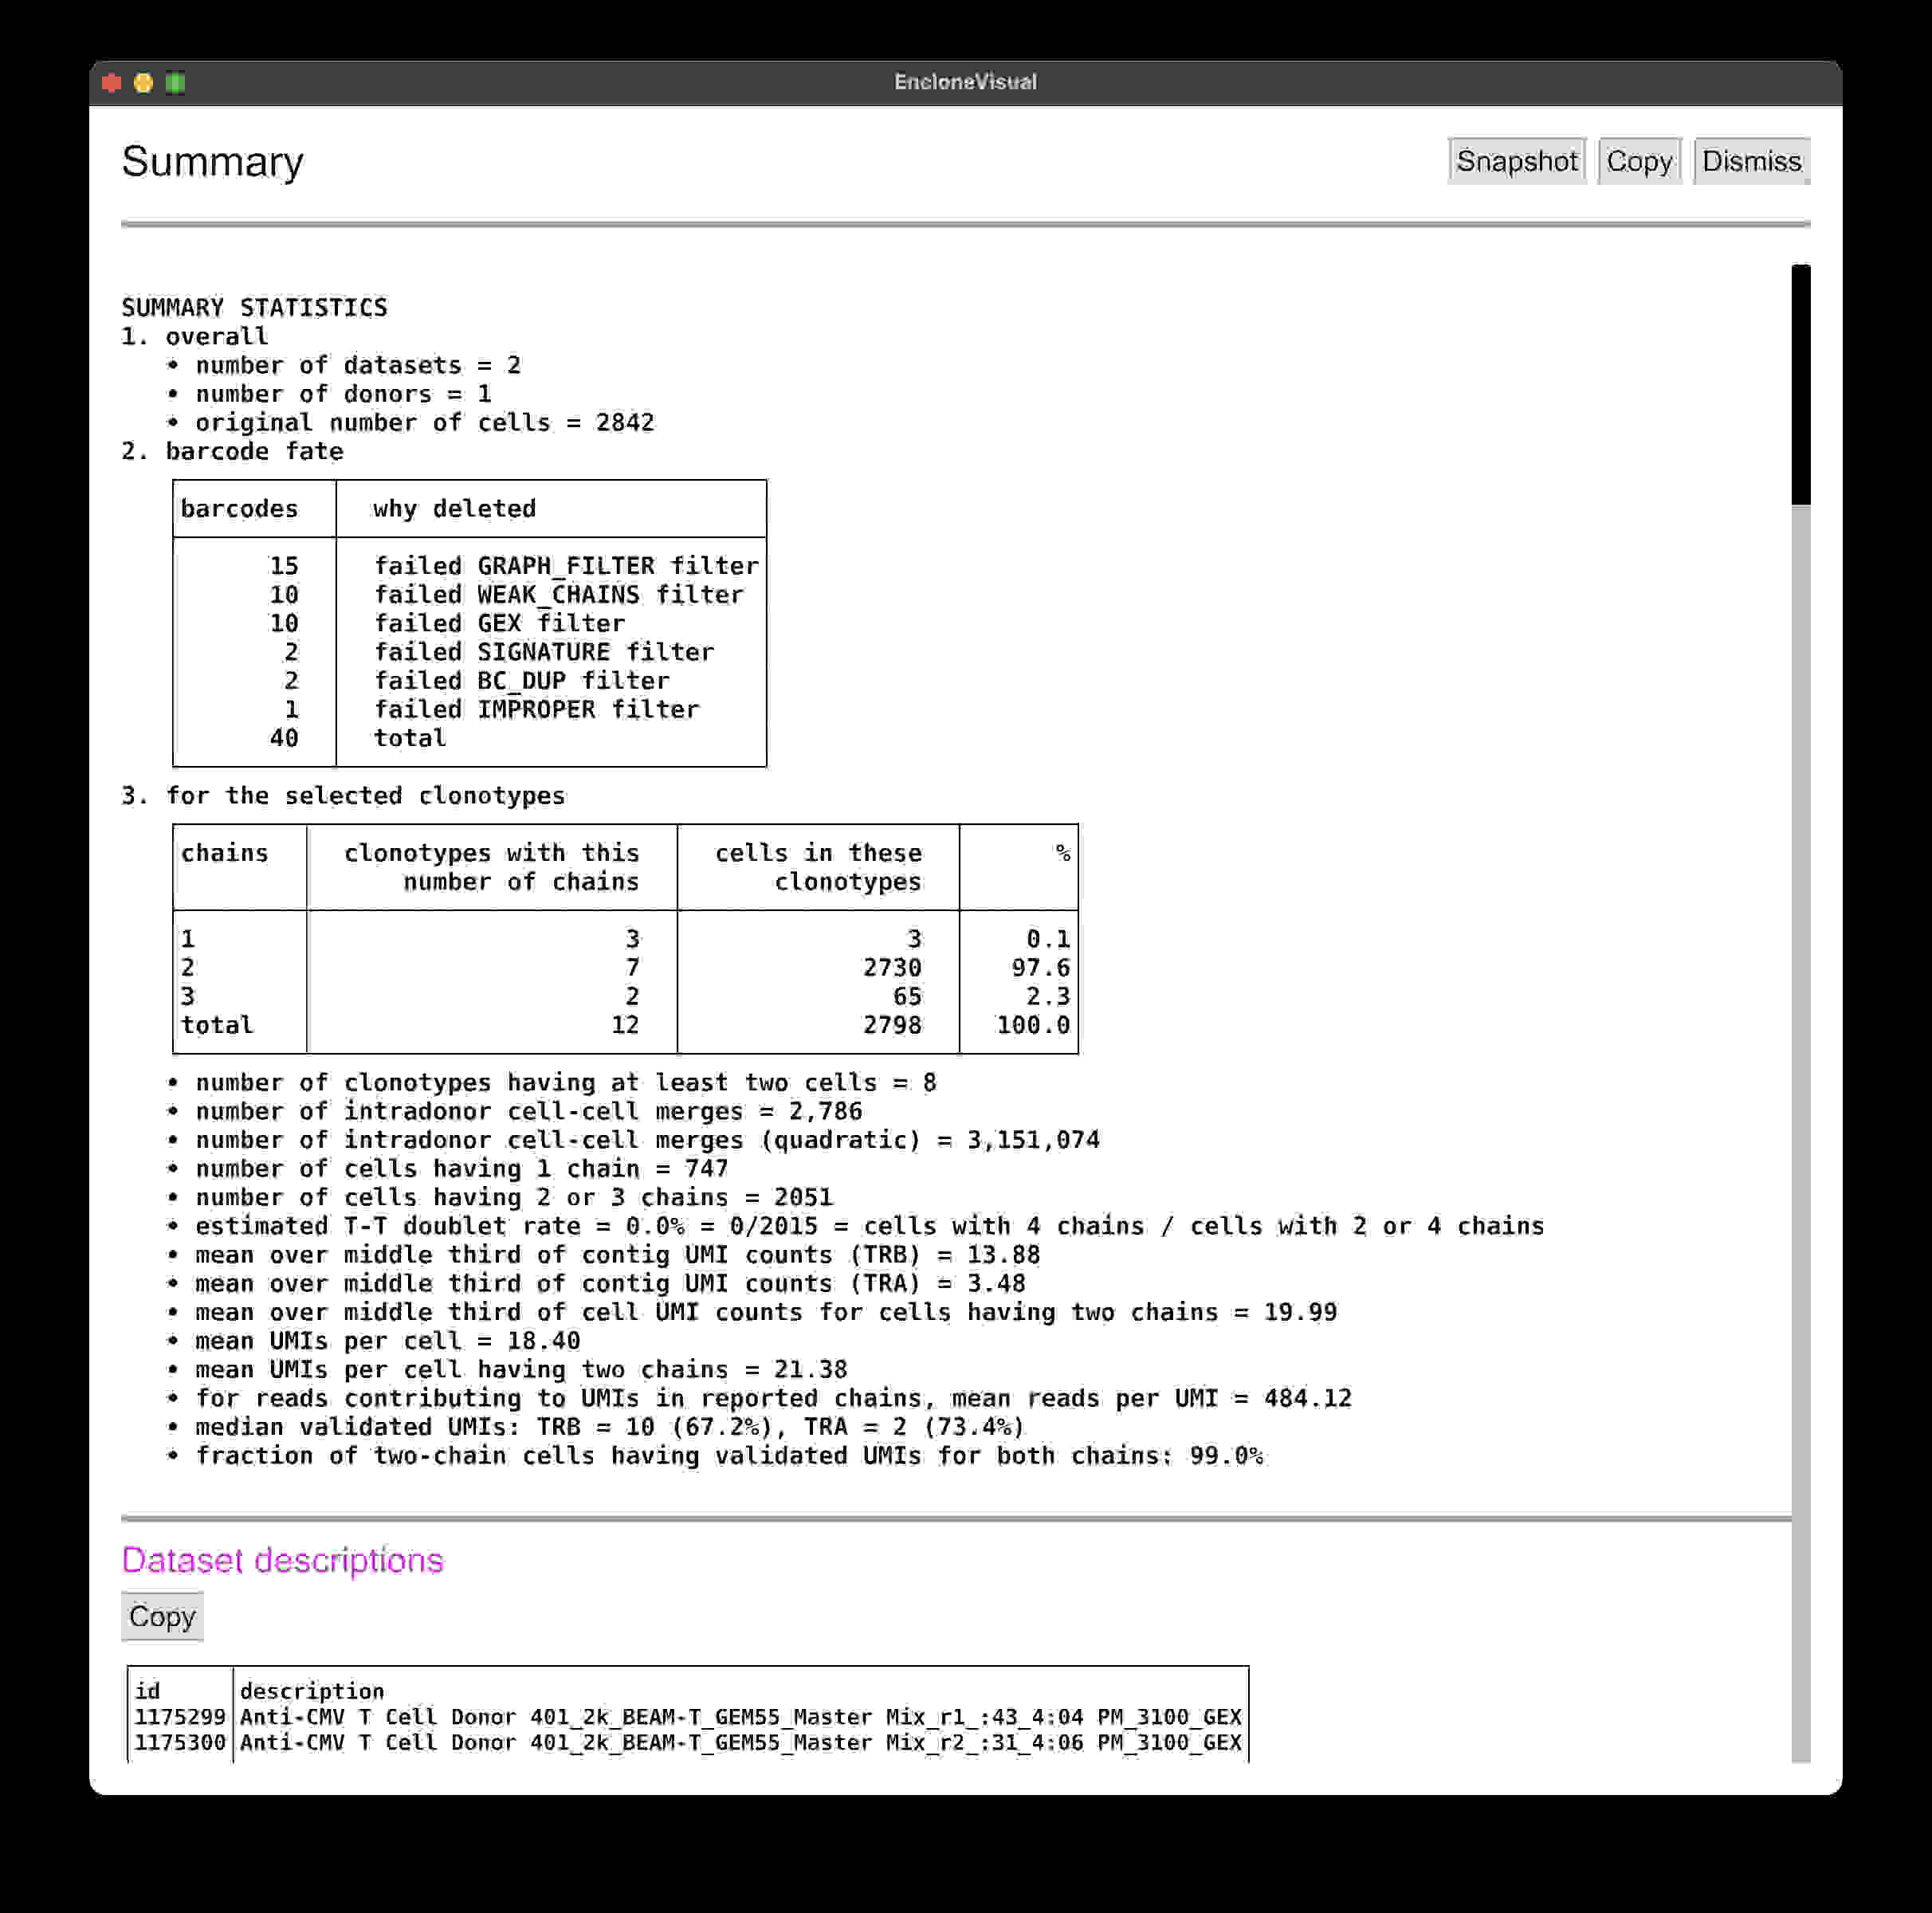 EncloneVisual
Summary
Snapshot Copy Dismiss
SUMMARY STATISTICS
1. overall
• number of datasets = 2
• number of donors = 1
• original number of cells = 2842
2. barcode fate
barcodes why deleted
15 failed GRAPH_FILTER filter
10 failed WEAK_CHAINS filter
10 failed GEX filter
2 failed SIGNATURE filter
2 failed BC_DUP filter
1 failed IMPROPER filter
40 total
3. for the selected clonotypes
chains clonotypes with this cells in these %
number of chains clonotypes
1 3 3 0.1
2 7 2730 97.6
3 2 65 2.3
total 12 2798 100.0
• number of clonotypes having at least two cells = 8
• number of intradonor cell-cell merges = 2,786
• number of intradonor cell-cell merges (quadratic) = 3,151,074
• number of cells having 1 chain = 747
• number of cells having 2 or 3 chains = 2051
• estimated T-T doublet rate = 0.0% = 0/2015 = cells with 4 chains / cells with 2 or 4 chains
• mean over middle third of contig UMI counts (TRB) = 13.88
• mean over middle third of contig UMI counts (TRA) = 3.48
• mean over middle third of cell UMI counts for cells having two chains = 19.99
• mean UMIs per cell = 18.40
• mean UMIs per cell having two chains = 21.38
• for reads contributing to UMIs in reported chains, mean reads per UMI = 484.12
• median validated UMIs: TRB = 10 (67.2%), TRA = 2 (73.4%)
• fraction of two-chain cells having validated UMIs for both chains: 99.0%
Dataset descriptions
Copy
id description
1175299 Anti-CMV T Cell Donor 401_2k_BEAM-T_GEM55_Master Mix_r1_:43_4:04 PM_3100_GEX
1175300 Anti-CMV T Cell Donor 401_2k_BEAM-T_GEM55_Master Mix_r2_:31_4:06 PM_3100_GEX